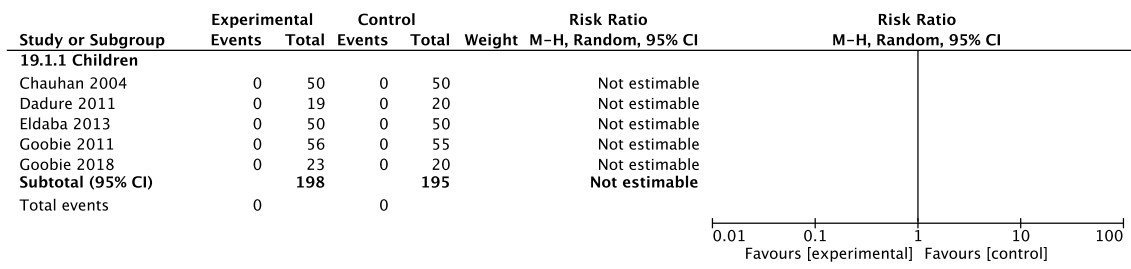 Experimental Control Risk Ratio Risk Ratio
Study or Subgroup Events Total Events Total Weight M-H, Random, 95% CI M-H, Random, 95% CI
19.1.1 Children
Chauhan 2004 0 50 0 50 Not estimable
Dadure 2011 0 19 0 20 Not estimable
Eldaba 2013 0 50 0 50 Not estimable
Goobie 2011 0 56 0 55 Not estimable
Goobie 2018 0 23 0 20 Not estimable
Subtotal (95% CI) 198 195 Not estimable
Total events 0 0
0.01 0.1 1 10 100
Favours [experimental] Favours [control]